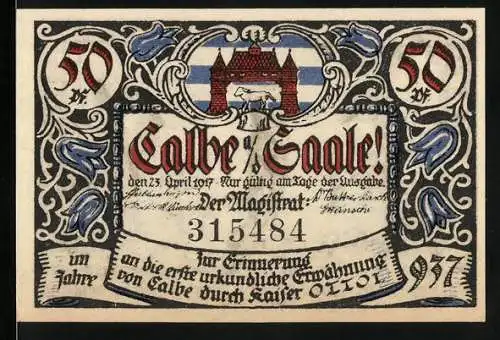 50 Pf.
50 Pf.
Calbe a/d Saale!
den 23. April 1917 Nur gültig am Tage der Ausgabe.
Der Magistrat
315484
zur Erinnerung
im Jahre
an die erste urkundliche Erwähnung
937
von Calbe durch Kaiser OTTO I.